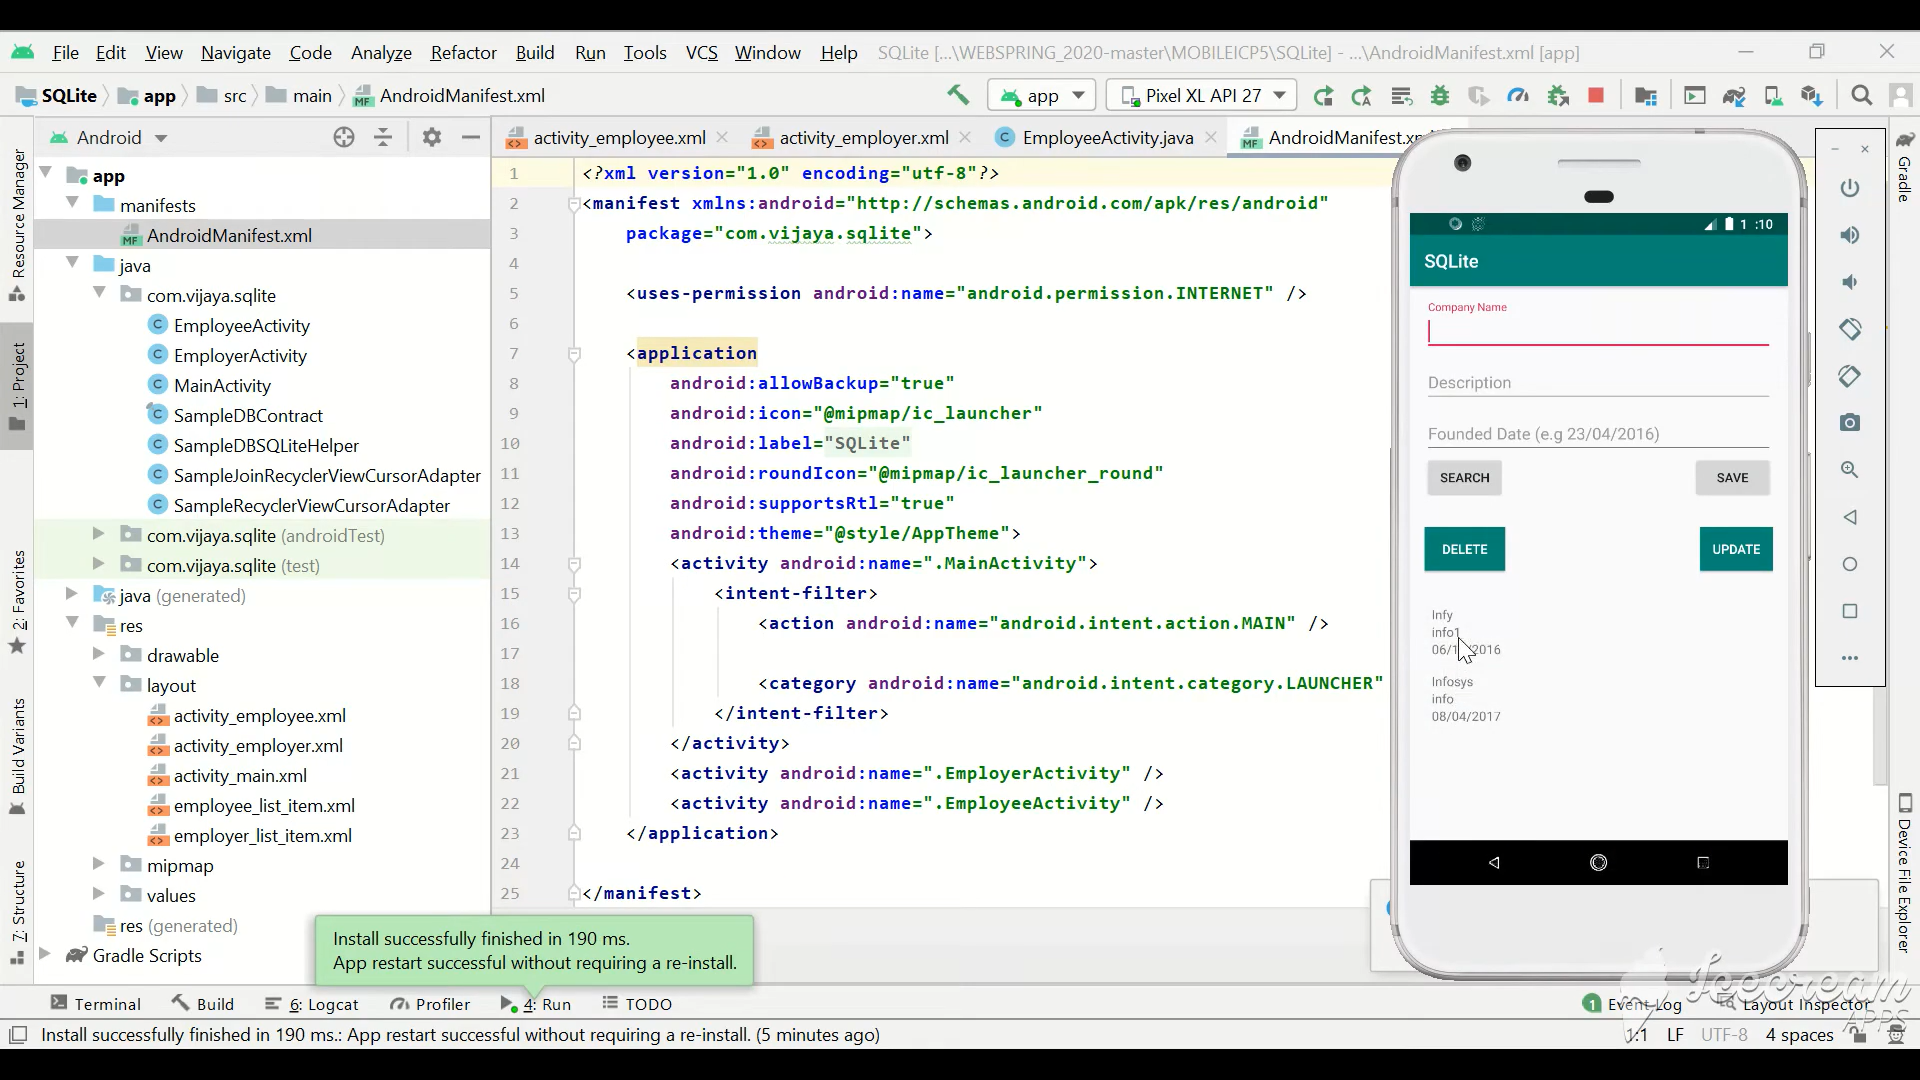 File Edit View Navigate Code Analyze Refactor Build Run Tools VCS Window Help SQLite [...\WEBSPRING_2020-master\MOBILEICP5\SQLite] - ...\AndroidManifest.xml [app]
SQLite app src main AndroidManifest.xml
app Pixel XL API 27
Android
activity_employee.xml activity_employer.xml EmployeeActivity.java
Resource Manager
1: Project
2: Favorites
Build Variants
7: Structure
app
manifests
AndroidManifest.xml
java
com.vijaya.sqlite
EmployeeActivity
EmployerActivity
MainActivity
SampleDBContract
SampleDBSQLiteHelper
SampleJoinRecyclerViewCursorAdapter
SampleRecyclerViewCursorAdapter
com.vijaya.sqlite (androidTest)
com.vijaya.sqlite (test)
java (generated)
res
drawable
layout
activity_employee.xml
activity_employer.xml
activity_main.xml
employee_list_item.xml
employer_list_item.xml
mipmap
values
res (generated)
Gradle Scripts
1 <?xml version="1.0" encoding="utf-8"?>
2 <manifest xmlns:android="http://schemas.android.com/apk/res/android"
3 package="com.vijaya.sqlite">
4
5 <uses-permission android:name="android.permission.INTERNET" />
6
7 <application
8 android:allowBackup="true"
9 android:icon="@mipmap/ic_launcher"
10 android:label="SQLite"
11 android:roundIcon="@mipmap/ic_launcher_round"
12 android:supportsRtl="true"
13 android:theme="@style/AppTheme">
14 <activity android:name=".MainActivity">
15 <intent-filter>
16 <action android:name="android.intent.action.MAIN" />
17
18 <category android:name="android.intent.category.LAUNCHER"
19 </intent-filter>
20 </activity>
21 <activity android:name=".EmployerActivity" />
22 <activity android:name=".EmployeeActivity" />
23 </application>
24
25 </manifest>
1:10
SQLite
Company Name
Description
Founded Date (e.g 23/04/2016)
SEARCH SAVE
DELETE UPDATE
Infy
info1
Infosys
info
08/04/2017
Gradle
Device File Explorer
Install successfully finished in 190 ms.
App restart successful without requiring a re-install.
Terminal Build 6: Logcat Profiler 4: Run TODO 1 Event Log Layout Inspector
Install successfully finished in 190 ms.: App restart successful without requiring a re-install. (5 minutes ago) 1:1 LF UTF-8 4 spaces
Icecream
APPS